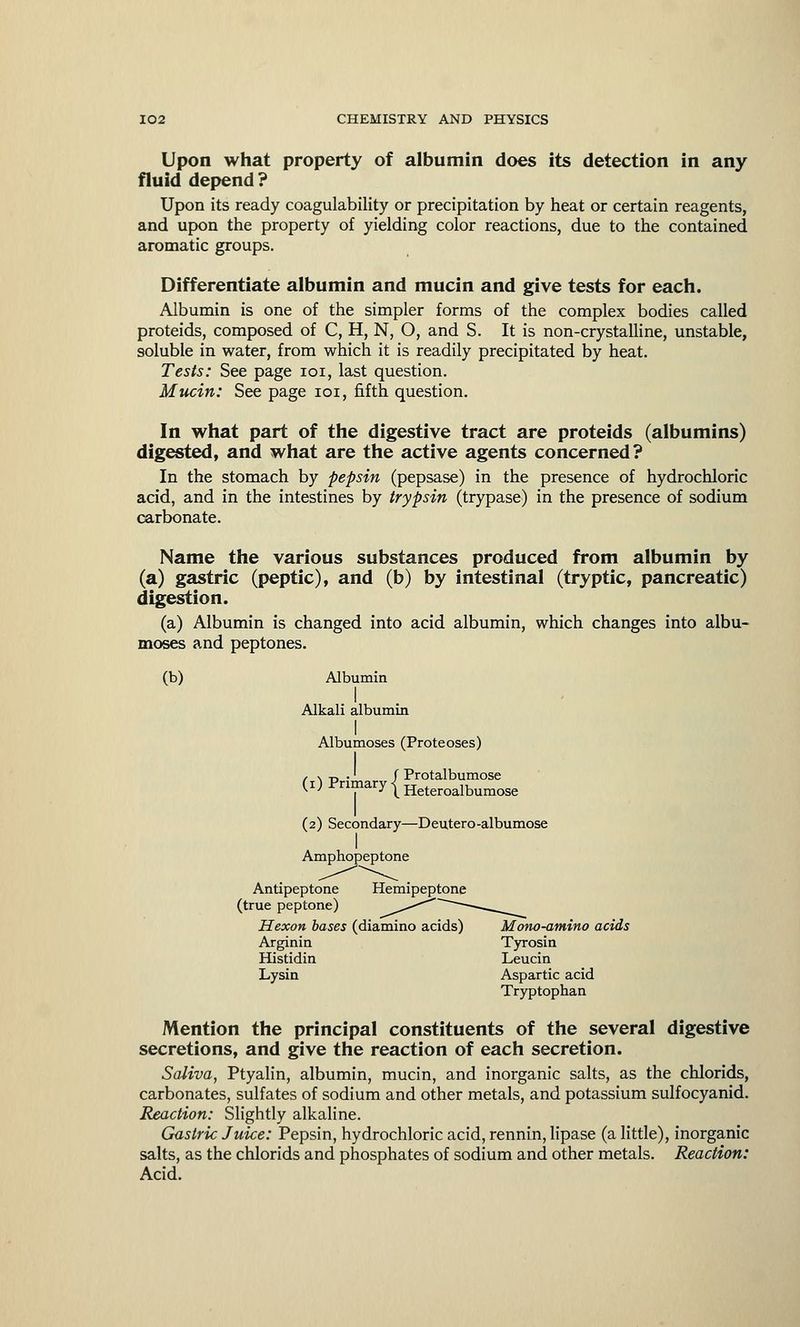 102 CHEMISTRY AND PHYSICS
Upon what property of albumin does its detection in any
fluid depend?
Upon its ready coagulability or precipitation by heat or certain reagents,
and upon the property of yielding color reactions, due to the contained
aromatic groups.
Differentiate albumin and mucin and give tests for each.
Albumin is one of the simpler forms of the complex bodies called
proteids, composed of C, H, N, O, and S. It is non-crystalline, unstable,
soluble in water, from which it is readily precipitated by heat.
Tests: See page 101, last question.
Mucin: See page 101, fifth question.
In what part of the digestive tract are proteids (albumins)
digested, and what are the active agents concerned?
In the stomach by pepsin (pepsase) in the presence of hydrochloric
acid, and in the intestines by trypsin (trypase) in the presence of sodium
carbonate.
Name the various substances produced from albumin by
(a) gastric (peptic), and (b) by intestinal (tryptic, pancreatic)
digestion.
(a) Albumin is changed into acid albumin, which changes into albu-
moses and peptones.
(b) Albumin
Alkali albumin
Albumoses (Proteoses)
(1) Primary { Protalbumose
Heteroalbumose
(2) Secondary—Deutero-albumose
Amphopeptone
Antipeptone Hemipeptone
(true peptone)
Hexon bases (diamino acids) Mono-amino acids
Arginin Tyrosin
Histidin Leucin
Lysin Aspartic acid
Tryptophan
Mention the principal constituents of the several digestive
secretions, and give the reaction of each secretion.
Saliva, Ptyalin, albumin, mucin, and inorganic salts, as the chlorids,
carbonates, sulfates of sodium and other metals, and potassium sulfocyanid.
Reaction: Slightly alkaline.
Gastric Juice: Pepsin, hydrochloric acid, rennin, lipase (a little), inorganic
salts, as the chlorids and phosphates of sodium and other metals. Reaction:
Acid.